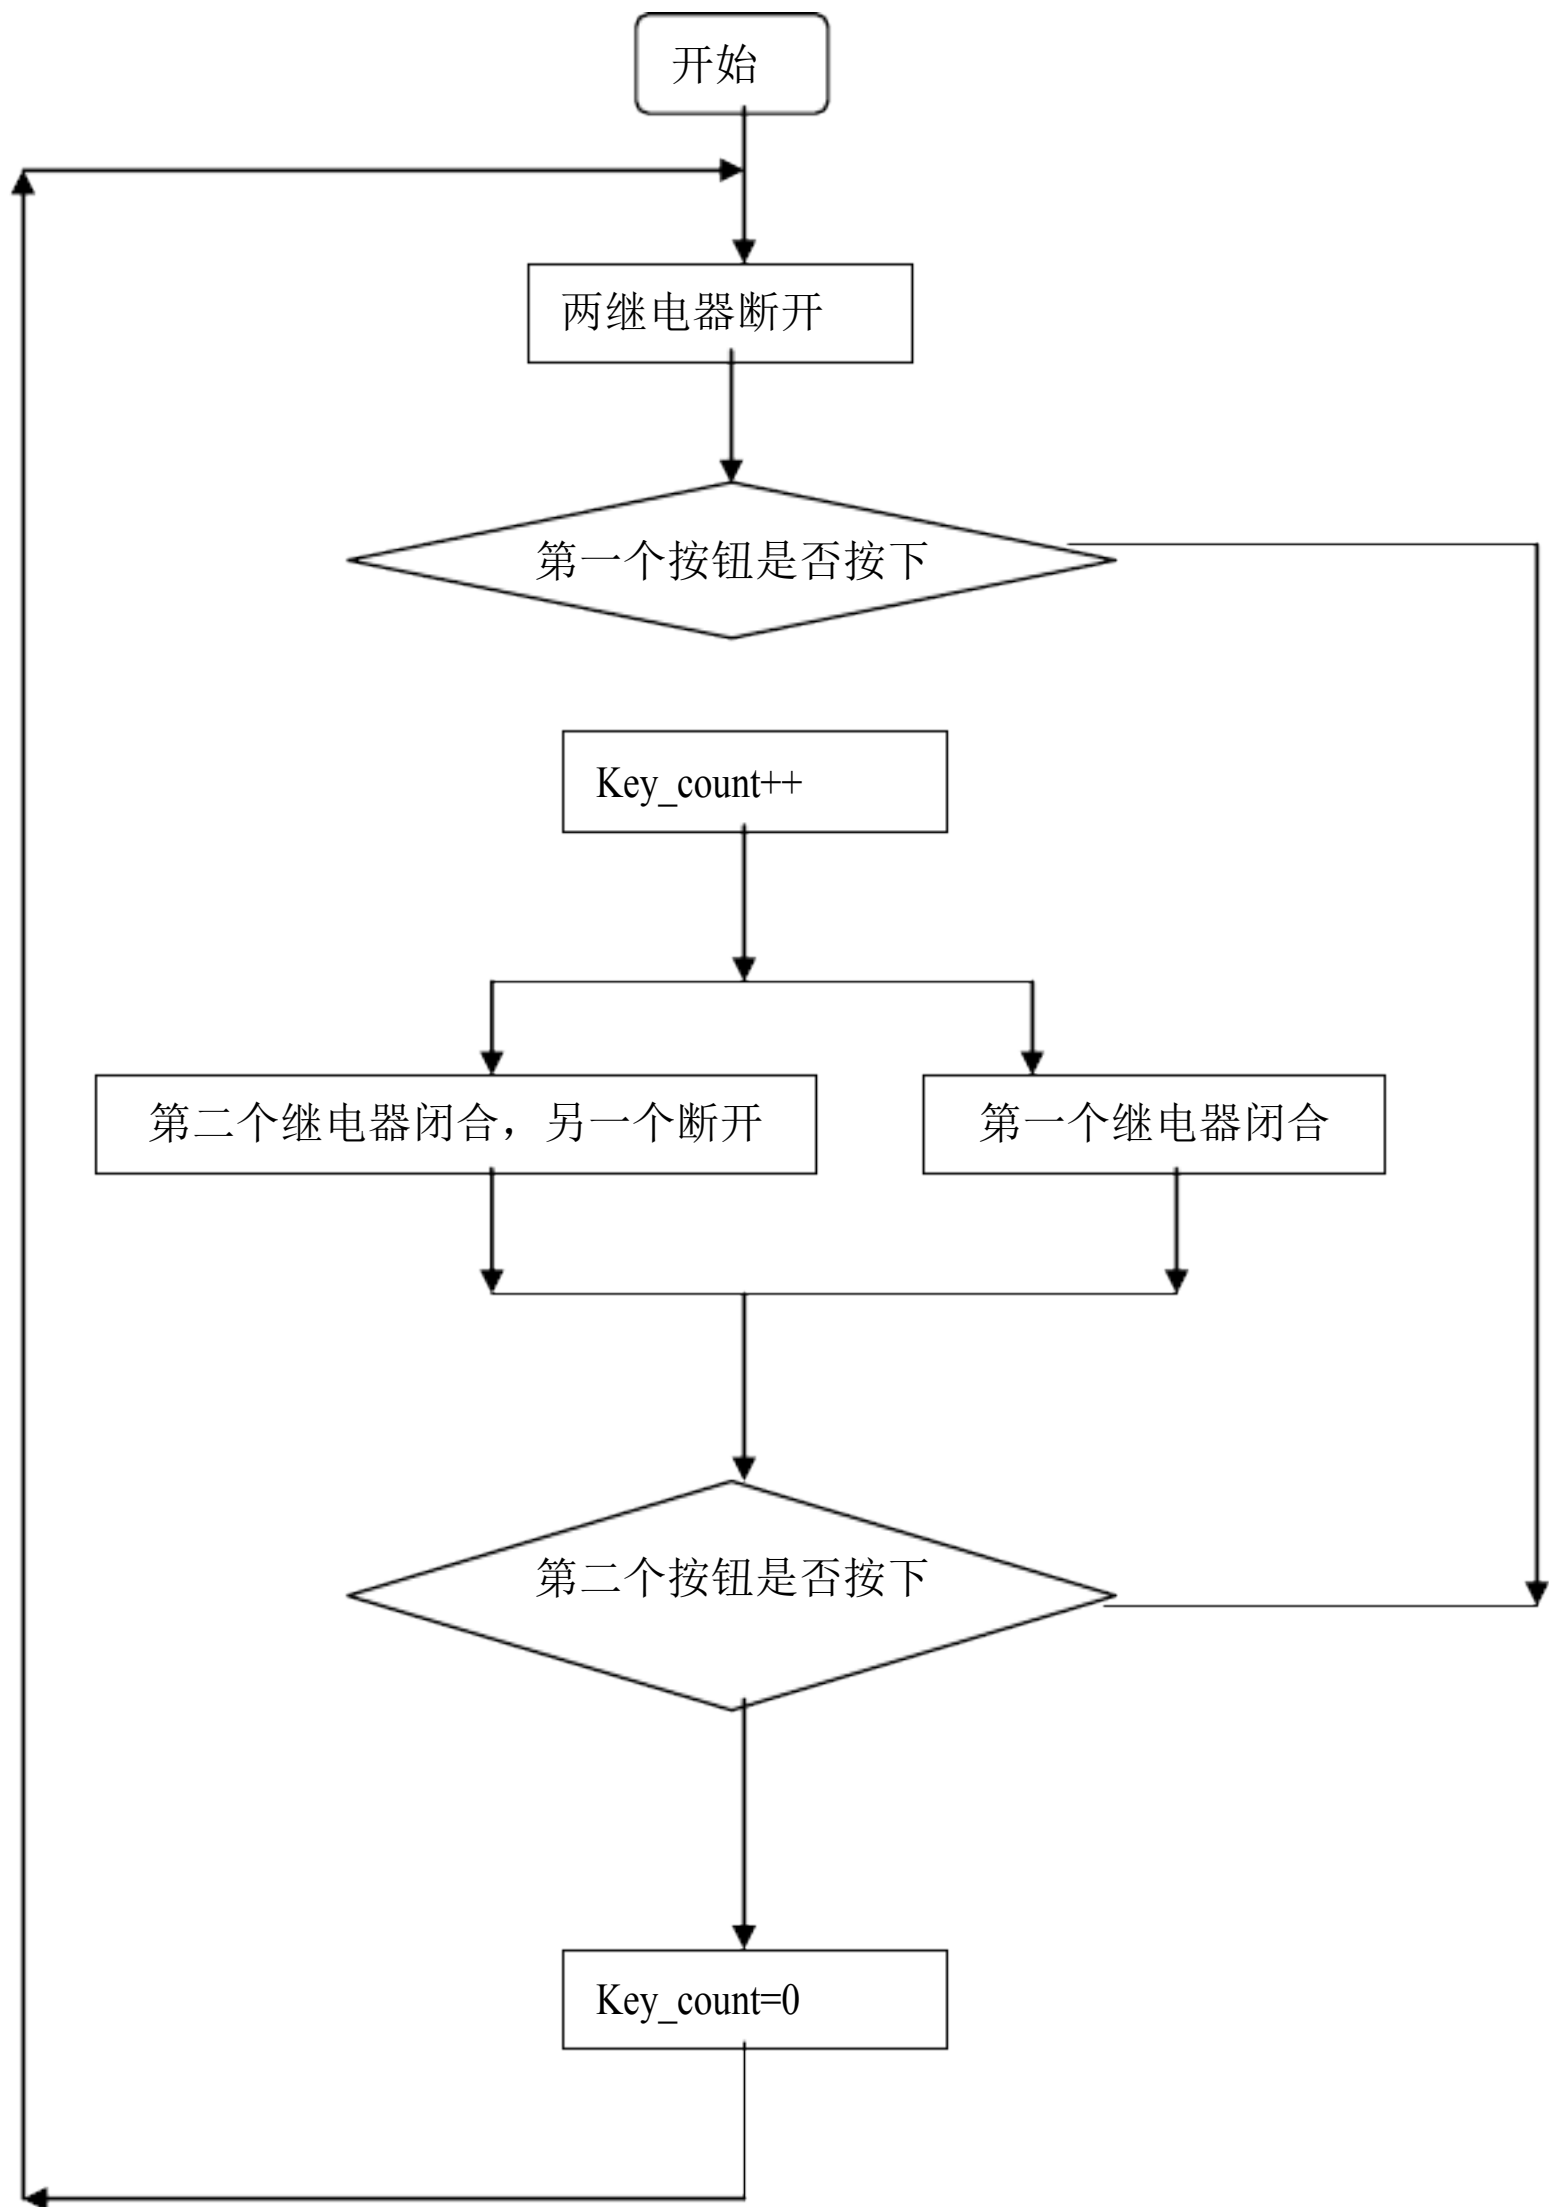 开始
两继电器断开
第一个按钮是否按下
Key_count++
第二个继电器闭合，另一个断开
第一个继电器闭合
第二个按钮是否按下
Key_count=0